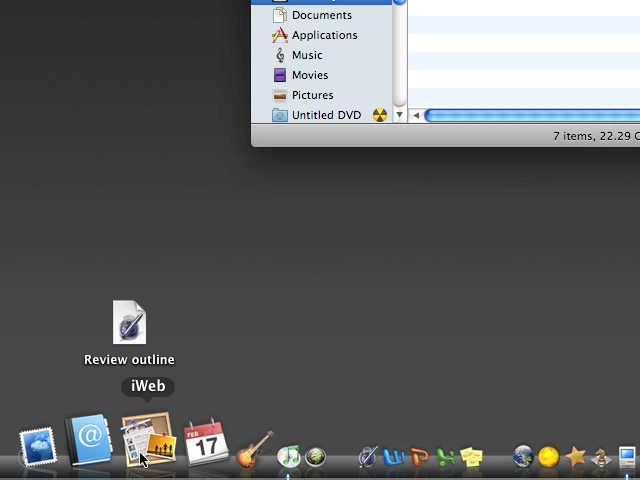 Documents
Applications
Music
Movies
Pictures
Untitled DVD
7 items, 22.29 G
Review outline
iWeb
@
FEB
17